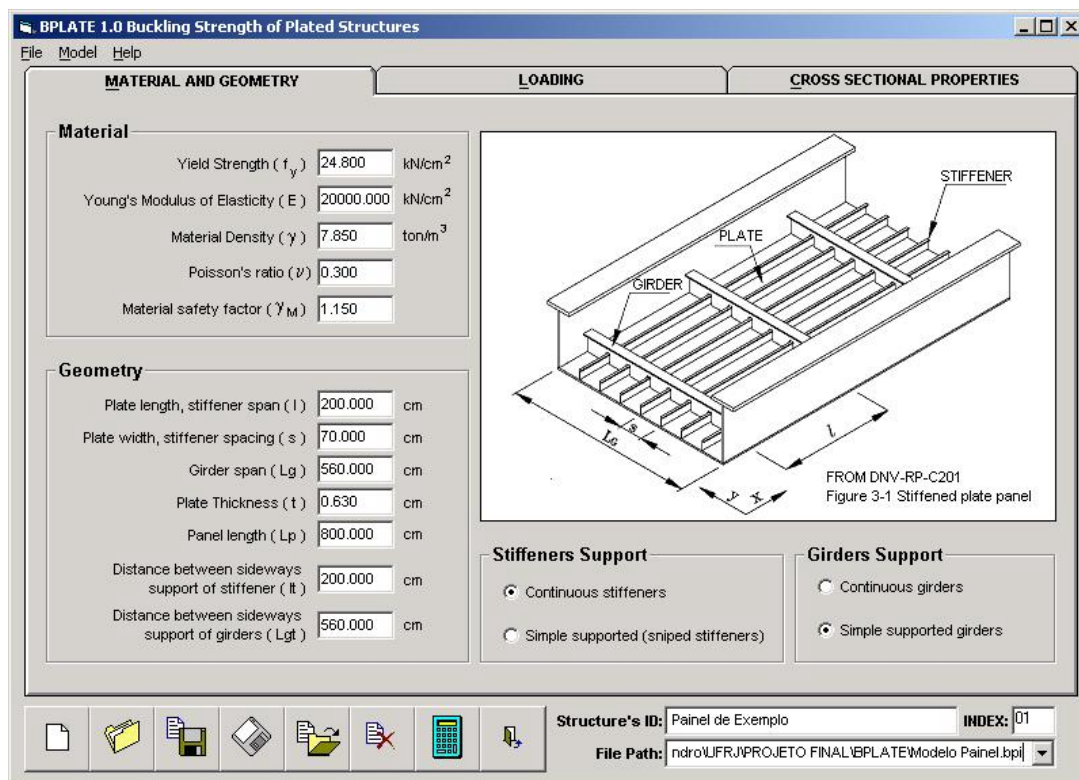 BPLATE 1.0 Buckling Strength of Plated Structures
File Model Help
MATERIAL AND GEOMETRY LOADING CROSS SECTIONAL PROPERTIES
Material
Yield Strength ( fy ) 24.800 kN/cm²
Young's Modulus of Elasticity ( E ) 20000.000 kN/cm²
Material Density ( γ ) 7.850 ton/m³
Poisson's ratio ( ν ) 0.300
Material safety factor ( γM ) 1.150
Geometry
Plate length, stiffener span ( l ) 200.000 cm
Plate width, stiffener spacing ( s ) 70.000 cm
Girder span ( Lg ) 560.000 cm
Plate Thickness ( t ) 0.630 cm
Panel length ( Lp ) 800.000 cm
Distance between sideways
support of stiffener ( lt ) 200.000 cm
Distance between sideways
support of girders ( Lgt ) 560.000 cm
STIFFENER
PLATE
GIRDER
s
LG
l
y x
FROM DNV-RP-C201
Figure 3-1 Stiffened plate panel
Stiffeners Support
Continuous stiffeners
Simple supported (sniped stiffeners)
Girders Support
Continuous girders
Simple supported girders
Structure's ID: Painel de Exemplo INDEX: 01
File Path: ndro\UFRJ\PROJETO FINAL\BPLATE\Modelo Painel.bpi